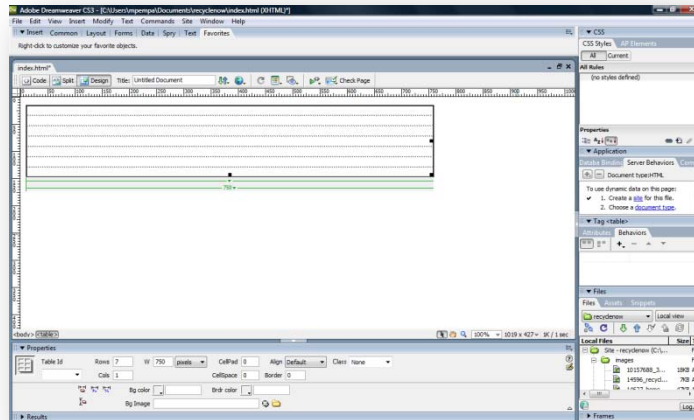 Adobe Dreamweaver CS3 - [C:\Users\mpempa\Documents\recyclenow\index.html (XHTML)*]
File Edit View Insert Modify Text Commands Site Window Help
Insert Common Layout Forms Data Spry Text Favorites
Right-click to customize your favorite objects.
index.html*
Code Split Design Title: Untitled Document Check Page
750
<body> <table>
100% 1019 x 427 1K / 1 sec
Properties
Table Id Rows 7 W 750 pixels CellPad 0 Align Default Class None
Cols 1 CellSpace 0 Border 0
Bg color Brdr color
Bg Image
Results
CSS
CSS Styles AP Elements
All Current
All Rules
(no styles defined)
Properties
Application
Server Behaviors
Document type:HTML
To use dynamic data on this page:
1. Create a site for this file.
2. Choose a document type.
Tag <table>
Attributes Behaviors
Files
Files Assets Snippets
recyclenow Local view
Local Files Size
Site - recyclenow (C:\...
images
10157688_3... 18KB
14596_recycl... 7KB
Log
Frames